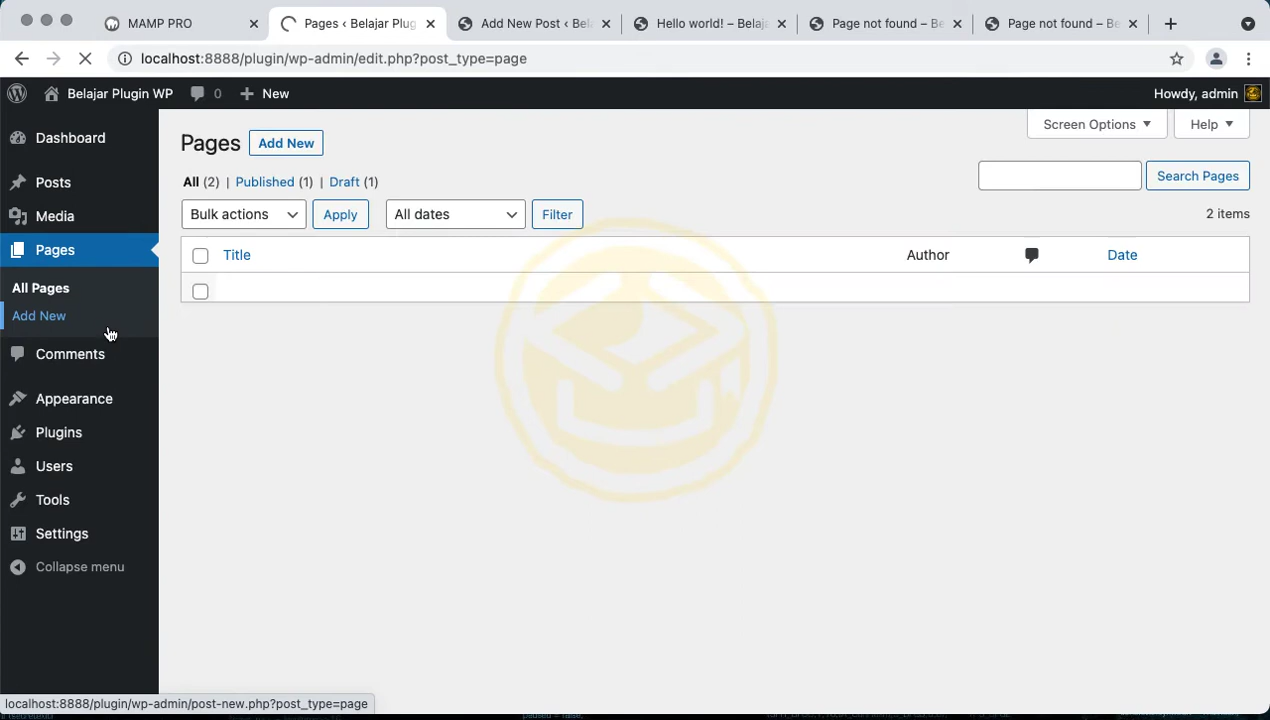 MAMP PRO
Pages ‹ Belajar Plug
Add New Post ‹ Bela
Hello world! – Belaja
Page not found – Be
Page not found – Be
localhost:8888/plugin/wp-admin/edit.php?post_type=page
Belajar Plugin WP 0 New
Howdy, admin
Dashboard
Posts
Media
Pages
All Pages
Add New
Comments
Appearance
Plugins
Users
Tools
Settings
Collapse menu
Screen Options
Help
Pages Add New
All (2) | Published (1) | Draft (1)
Search Pages
Bulk actions Apply All dates Filter
2 items
Title Author Date
localhost:8888/plugin/wp-admin/post-new.php?post_type=page